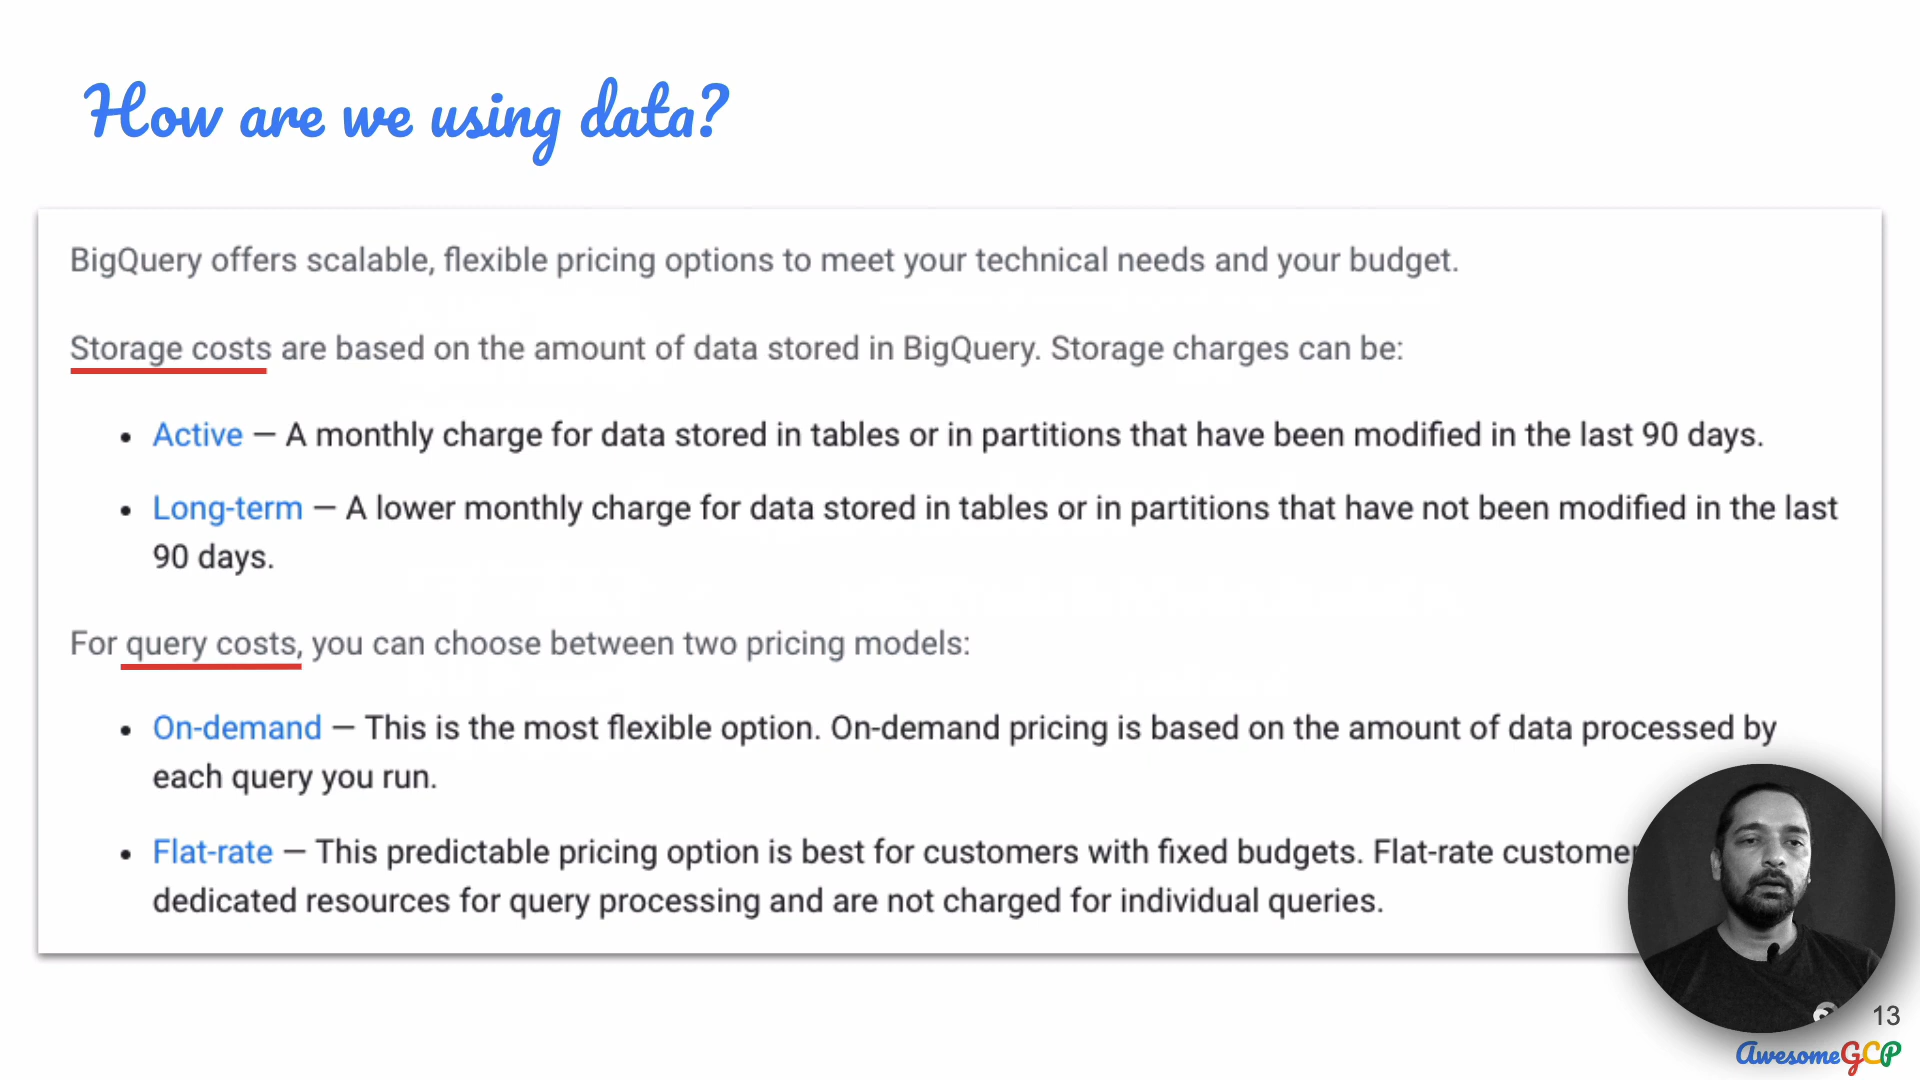 How are we using data?
BigQuery offers scalable, flexible pricing options to meet your technical needs and your budget.
Storage costs are based on the amount of data stored in BigQuery. Storage charges can be:
• Active — A monthly charge for data stored in tables or in partitions that have been modified in the last 90 days.
• Long-term — A lower monthly charge for data stored in tables or in partitions that have not been modified in the last
90 days.
For query costs, you can choose between two pricing models:
• On-demand — This is the most flexible option. On-demand pricing is based on the amount of data processed by
each query you run.
• Flat-rate — This predictable pricing option is best for customers with fixed budgets. Flat-rate
dedicated resources for query processing and are not charged for individual queries.
13
AwesomeGCP